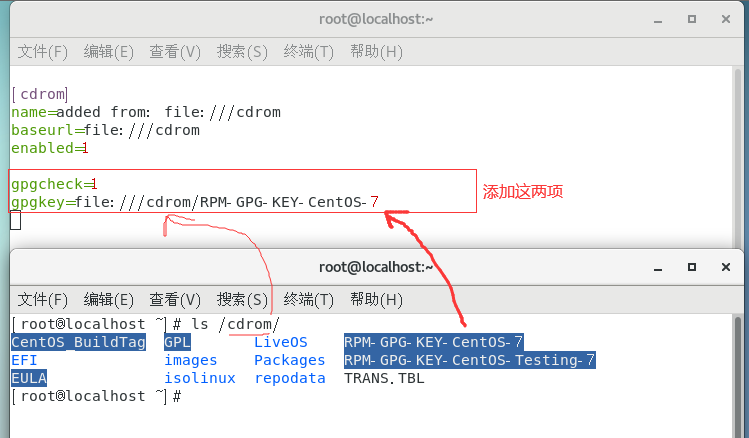 root@localhost:~
文件(F) 编辑(E) 查看(V) 搜索(S) 终端(T) 帮助(H)
[cdrom]
name=added from: file:///cdrom
baseurl=file:///cdrom
enabled=1
gpgcheck=1
gpgkey=file:///cdrom/RPM-GPG-KEY-CentOS-7
添加这两项
root@localhost:~
文件(F) 编辑(E) 查看(V) 搜索(S) 终端(T) 帮助(H)
[root@localhost ~]# ls /cdrom/
CentOS_BuildTag GPL LiveOS RPM-GPG-KEY-CentOS-7
EFI images Packages RPM-GPG-KEY-CentOS-Testing-7
EULA isolinux repodata TRANS.TBL
[root@localhost ~]#